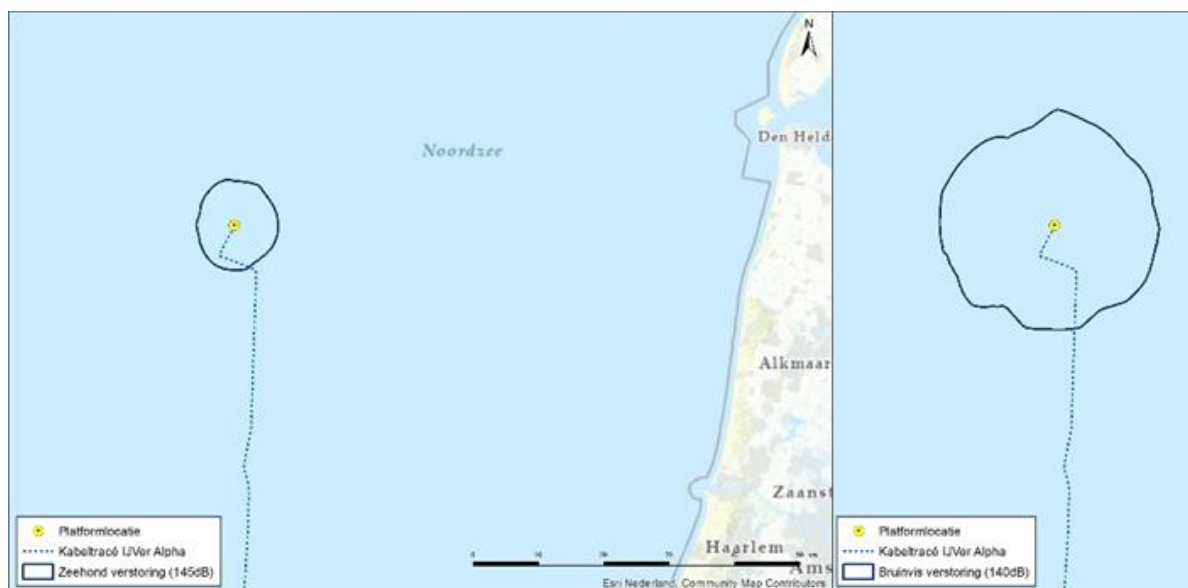 N
Noordzee
Den Held
Alkmaar
Zaanst
Haarlem
Ams
Platformlocatie
Kabeltracé IJVer Alpha
Zeehond verstoring (145dB)
0
Esri Nederland, Community Map Contributors
Platformlocatie
Kabeltracé IJVer Alpha
Bruinvis verstoring (140dB)